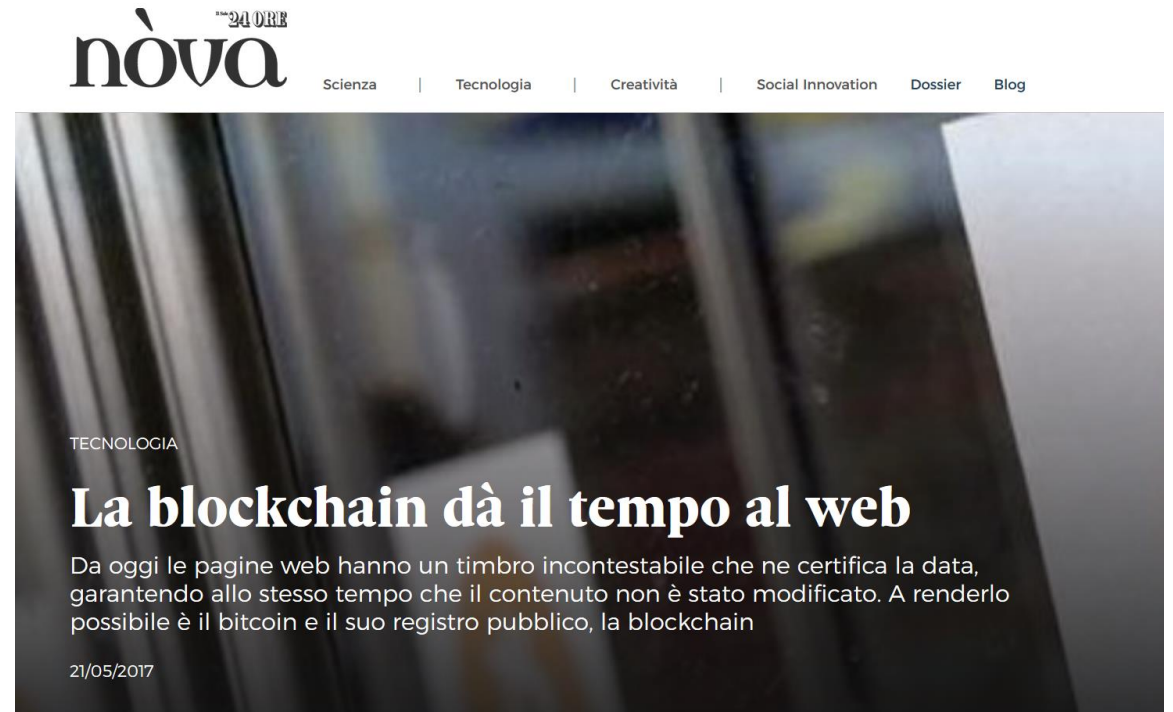 Il Sole 24 ORE
nòva
Scienza | Tecnologia | Creatività | Social Innovation Dossier Blog
TECNOLOGIA
La blockchain dà il tempo al web
Da oggi le pagine web hanno un timbro incontestabile che ne certifica la data,
garantendo allo stesso tempo che il contenuto non è stato modificato. A renderlo
possibile è il bitcoin e il suo registro pubblico, la blockchain
21/05/2017